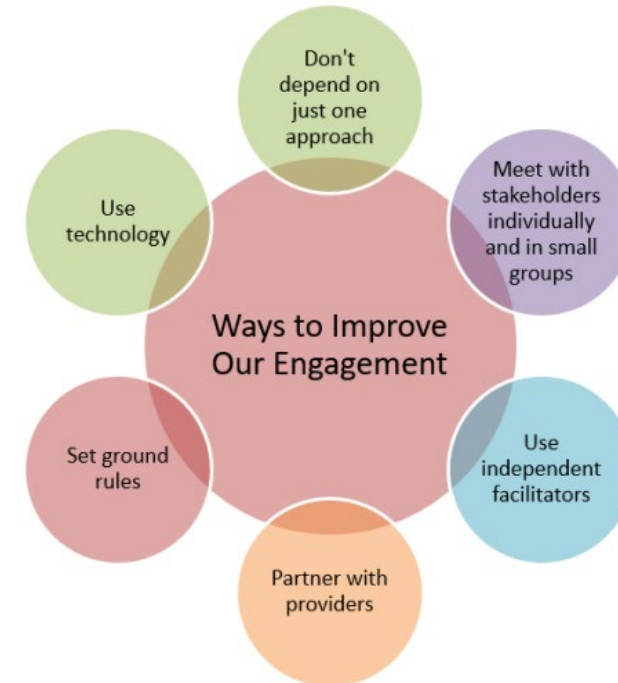 Don't
depend on
just one
approach
Meet with
stakeholders
individually
and in small
groups
Use
technology
Ways to Improve
Our Engagement
Set ground
rules
Use
independent
facilitators
Partner with
providers